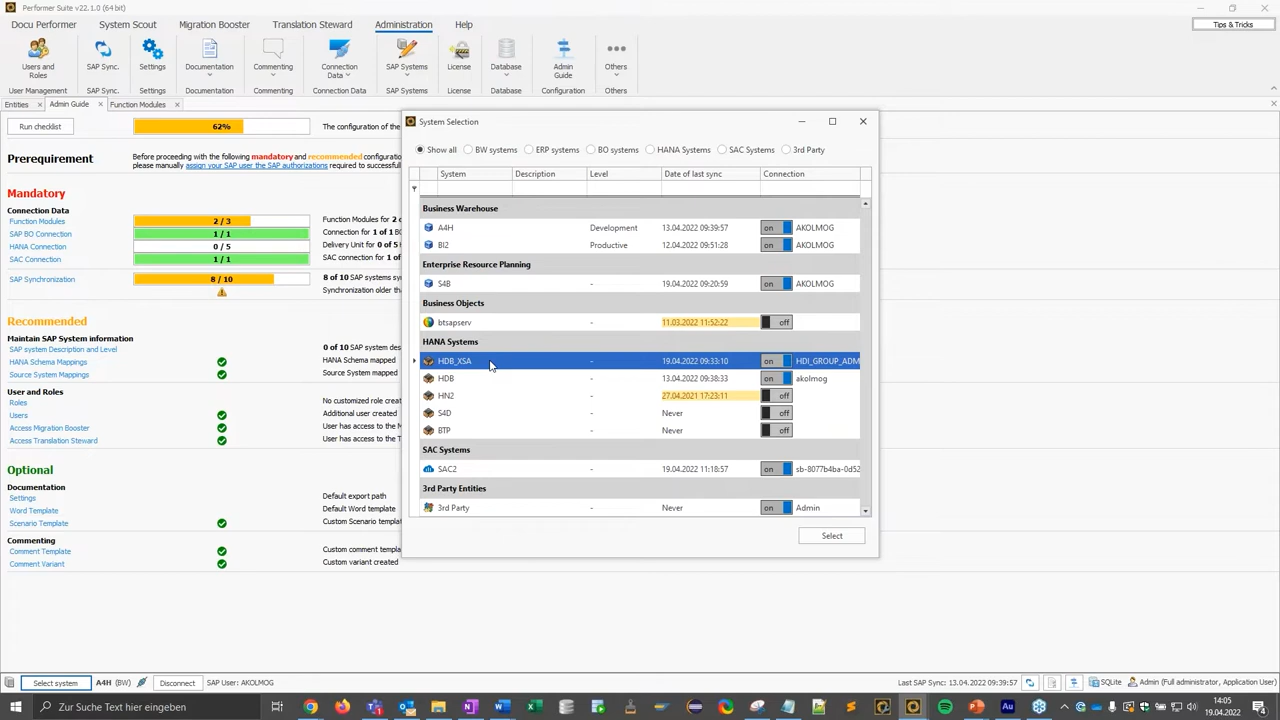 Performer Suite v22.1.0 (64 bit)
Docu Performer System Scout Migration Booster Translation Steward Administration Help Tips & Tricks
Users and Roles SAP Sync. Settings Documentation Commenting Connection Data SAP Systems License Database Admin Guide Others
User Management SAP Sync. Settings Documentation Commenting Connection Data SAP Systems License Database Configuration Others
Entities Admin Guide Function Modules
Run checklist 62% The configuration of the
Prerequirement Before proceeding with the following mandatory and recommended configuratio
please manually assign your SAP user the SAP authorizations required to successfull
Mandatory
Connection Data
Function Modules 2 / 3 Function Modules for 2 o
SAP BO Connection 1 / 1 Connection for 1 of 1 BO
HANA Connection 0 / 5 Delivery Unit for 0 of 5 H
SAC Connection 1 / 1 SAC connection for 1 of
SAP Synchronization 8 / 10 8 of 10 SAP systems sy
Synchronization older tha
Recommended
Maintain SAP System information
SAP system Description and Level 0 of 10 SAP system des
HANA Schema Mappings HANA Schema mapped
Source System Mappings Source System mapped
User and Roles
Roles No customized role crea
Users Additional user created
Access Migration Booster User has access to the M
Access Translation Steward User has access to the T
Optional
Documentation
Settings Default export path
Word Template Default Word template
Scenario Template Custom Scenario templat
Commenting
Comment Template Custom comment templ
Comment Variant Custom variant created
System Selection
Show all BW systems ERP systems BO systems HANA Systems SAC Systems 3rd Party
System Description Level Date of last sync Connection
Business Warehouse
A4H Development 13.04.2022 09:39:57 on AKOLMOG
BI2 Productive 12.04.2022 09:51:28 on AKOLMOG
Enterprise Resource Planning
S4B - 19.04.2022 09:20:59 on AKOLMOG
Business Objects
btsapserv - 11.03.2022 11:52:22 off
HANA Systems
HDB_XSA - 19.04.2022 09:33:10 on HDI_GROUP_ADM
HDB - 13.04.2022 09:38:33 on akolmog
HN2 - 27.04.2021 17:23:11 off
S4D - Never off
BTP - Never off
SAC Systems
SAC2 - 19.04.2022 11:18:57 on sb-8077b4ba-0d52
3rd Party Entities
3rd Party - Never on Admin
Select
Select system A4H (BW) Disconnect SAP User: AKOLMOG Last SAP Sync: 13.04.2022 09:39:57 SQLite Admin (Full administrator, Application User)
Zur Suche Text hier eingeben 14:05
19.04.2022